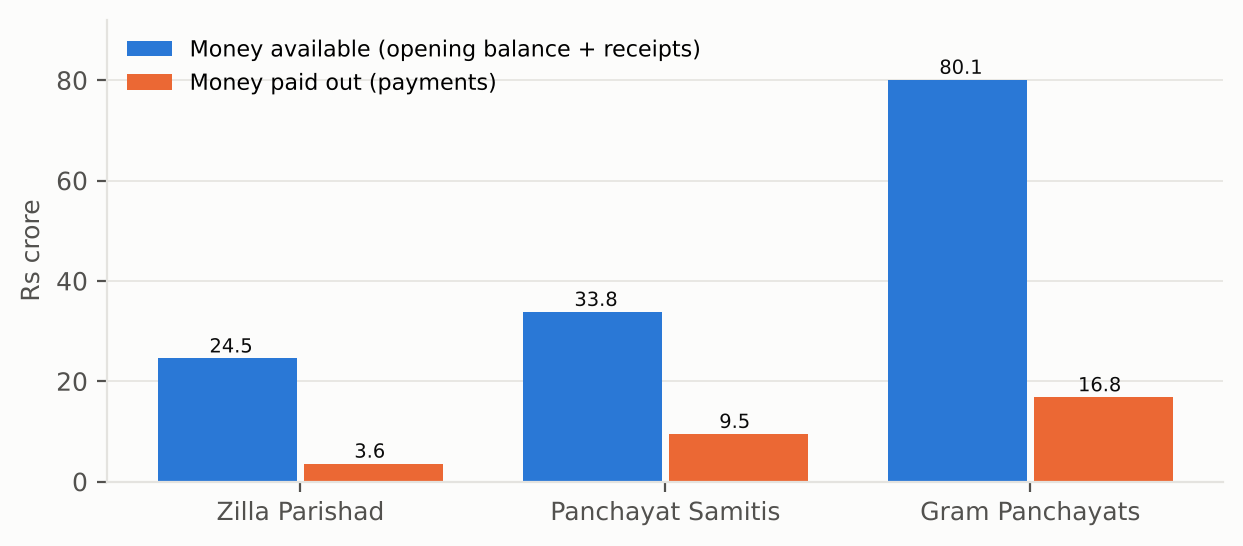 Money available (opening balance + receipts)
Money paid out (payments)
Rs crore
80
60
40
20
0
24.5
3.6
33.8
9.5
80.1
16.8
Zilla Parishad
Panchayat Samitis
Gram Panchayats